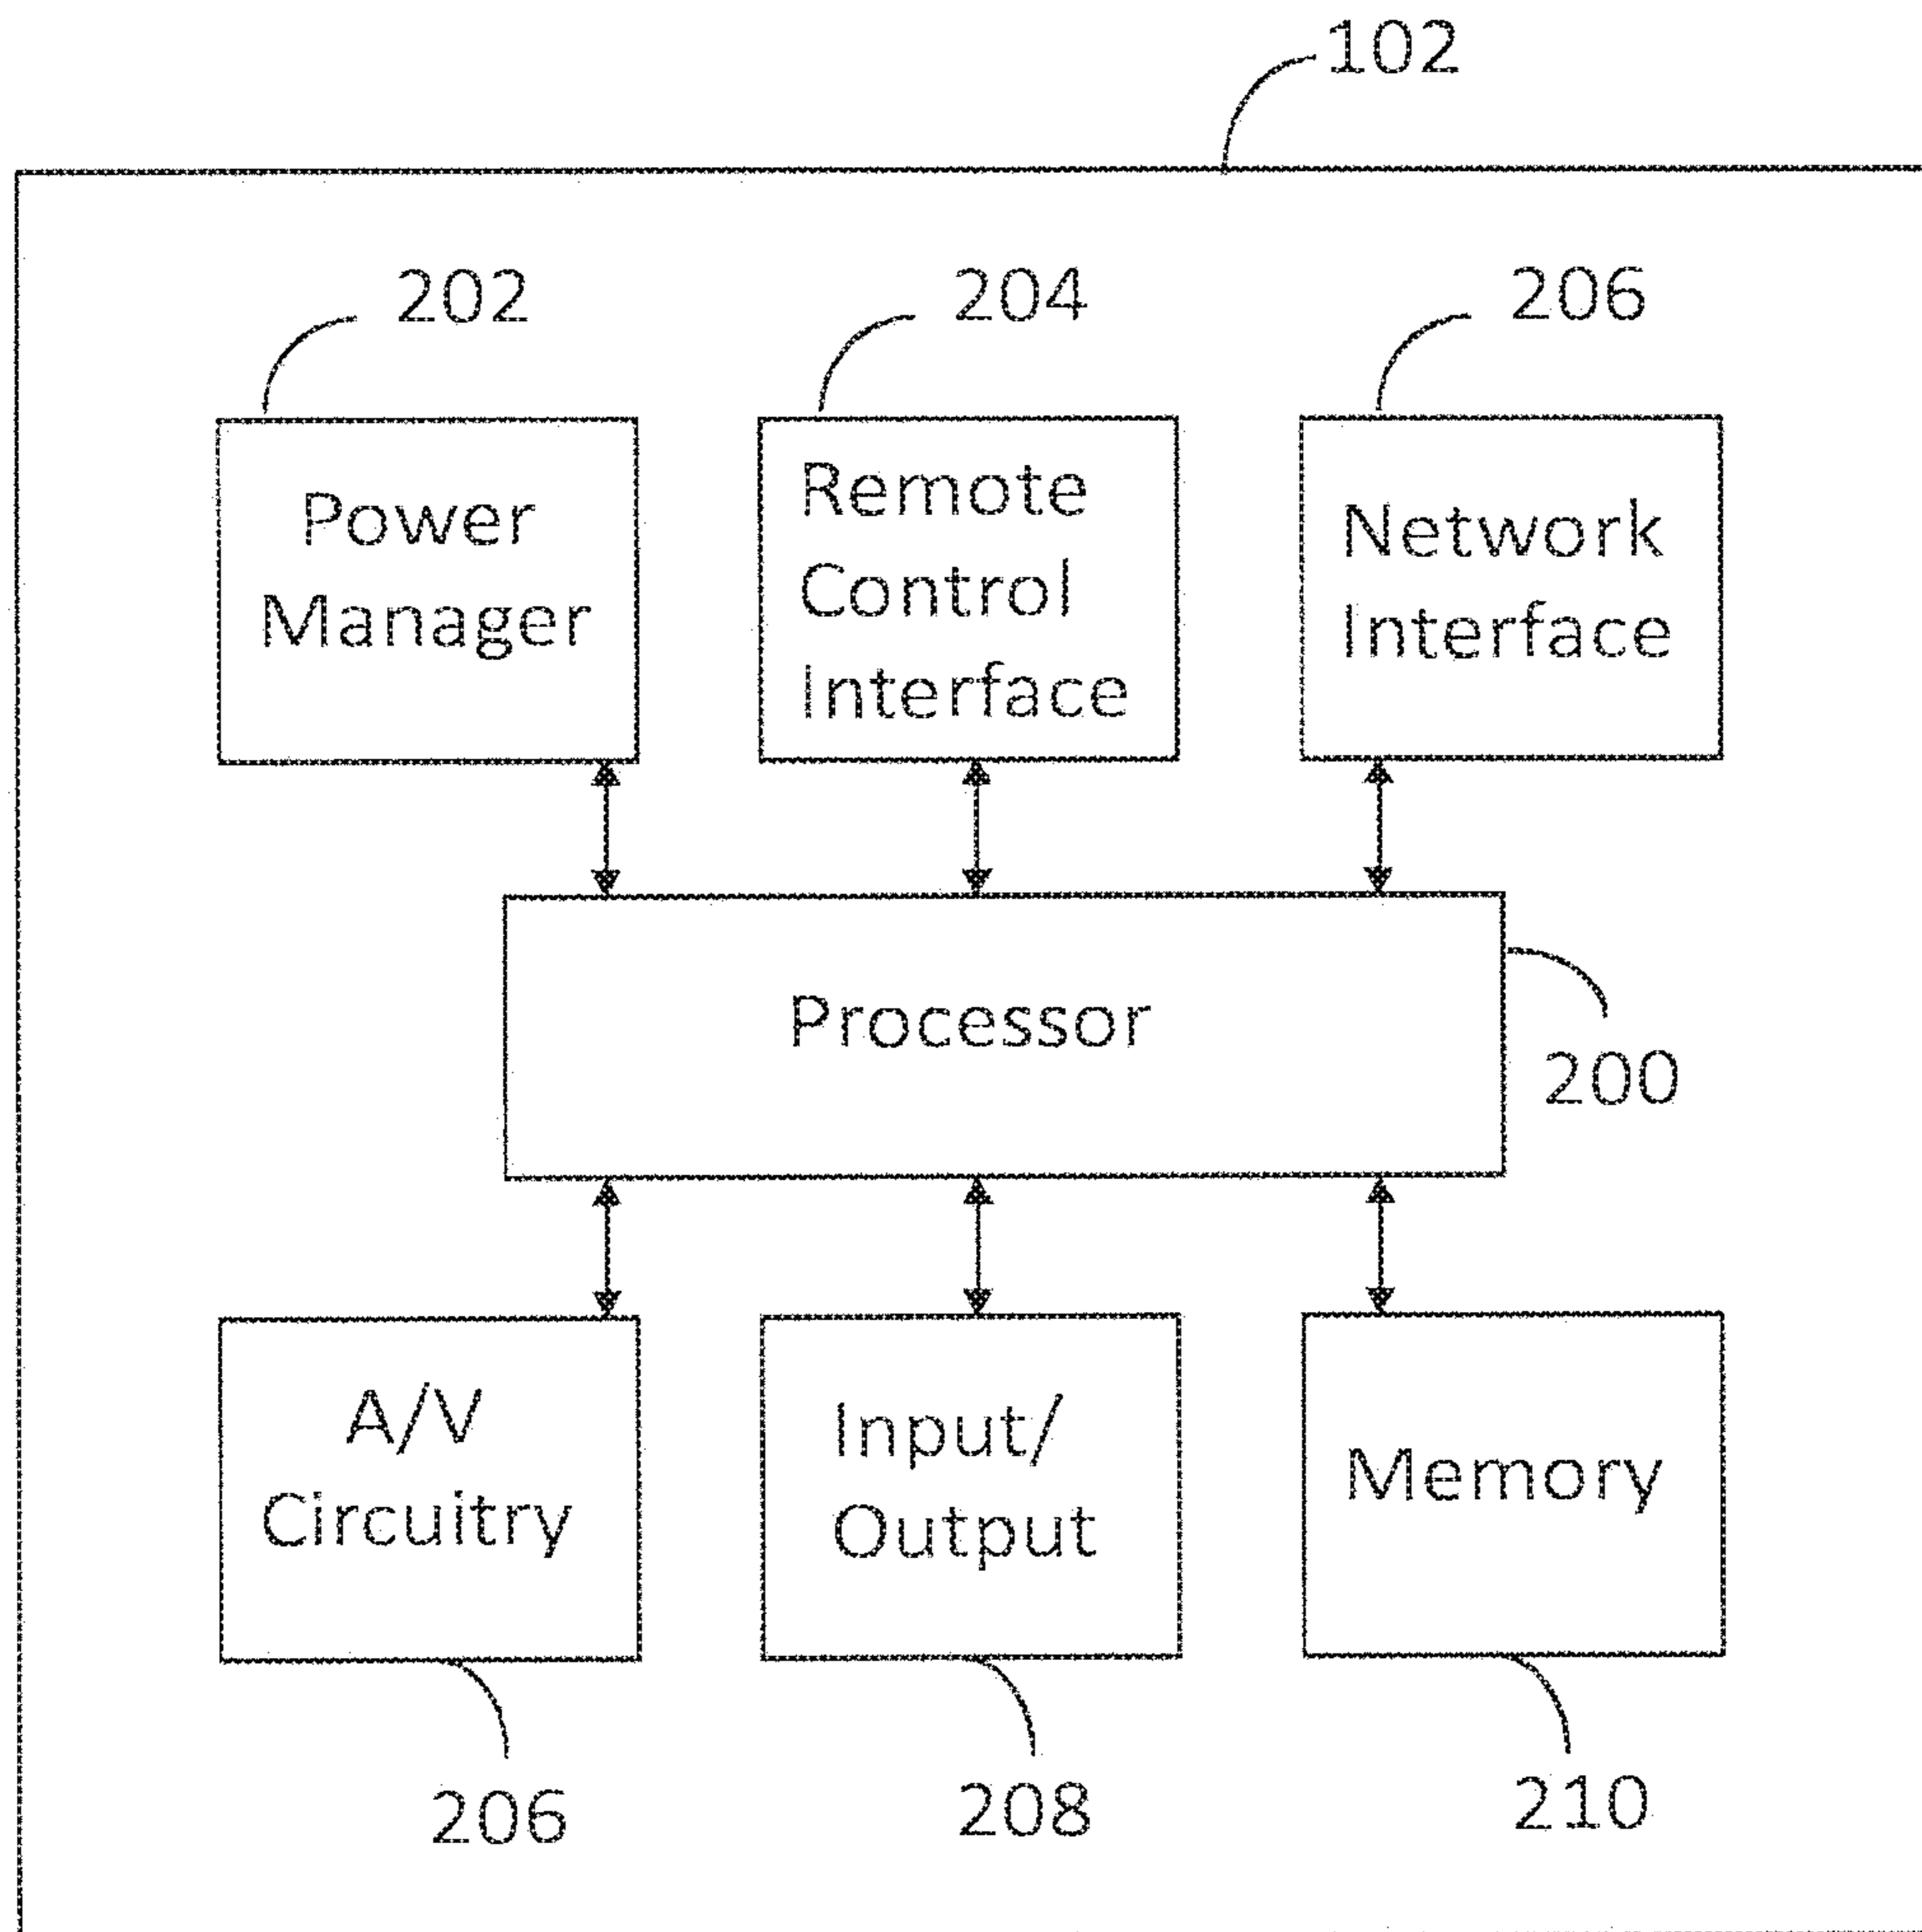 102
202
204
206
Power
Manager
Remote
Control
Interface
Network
Interface
Processor
200
A/V
Circuitry
Input/
Output
Memory
206
208
210